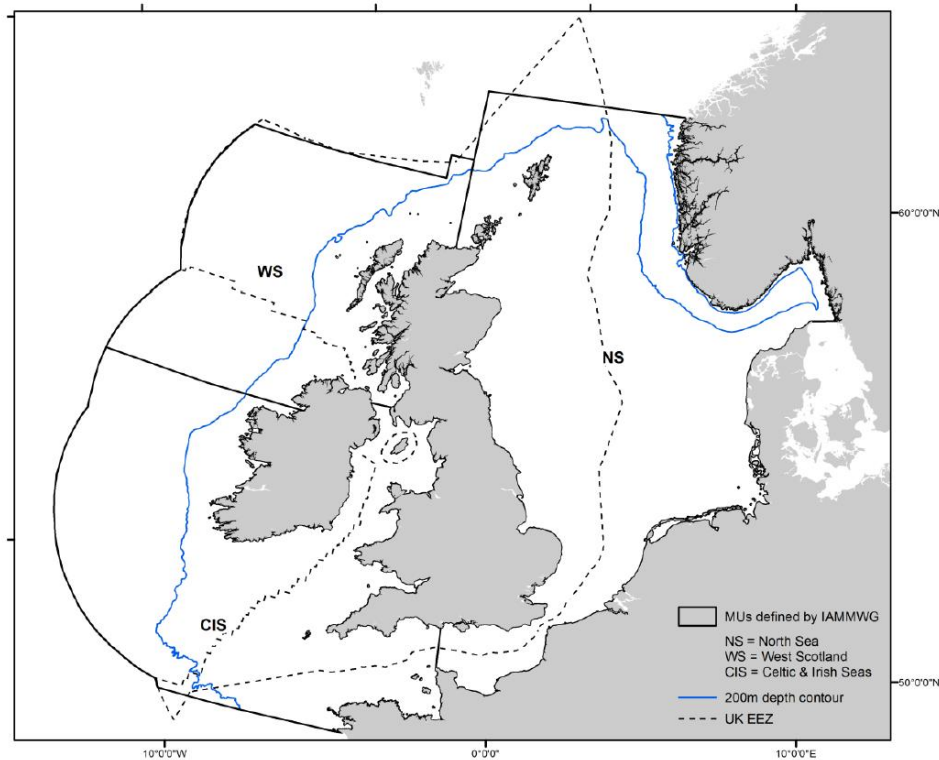 60°0'0"N
WS
NS
CIS
MUs defined by IAMMWG
NS = North Sea
WS = West Scotland
CIS = Celtic & Irish Seas
200m depth contour
UK EEZ
50°0'0"N
10°0'0"W
0°0'0"
10°0'0"E